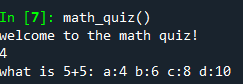 In [7]: math_quiz()
welcome to the math quiz!
4
what is 5+5: a:4 b:6 c:8 d:10